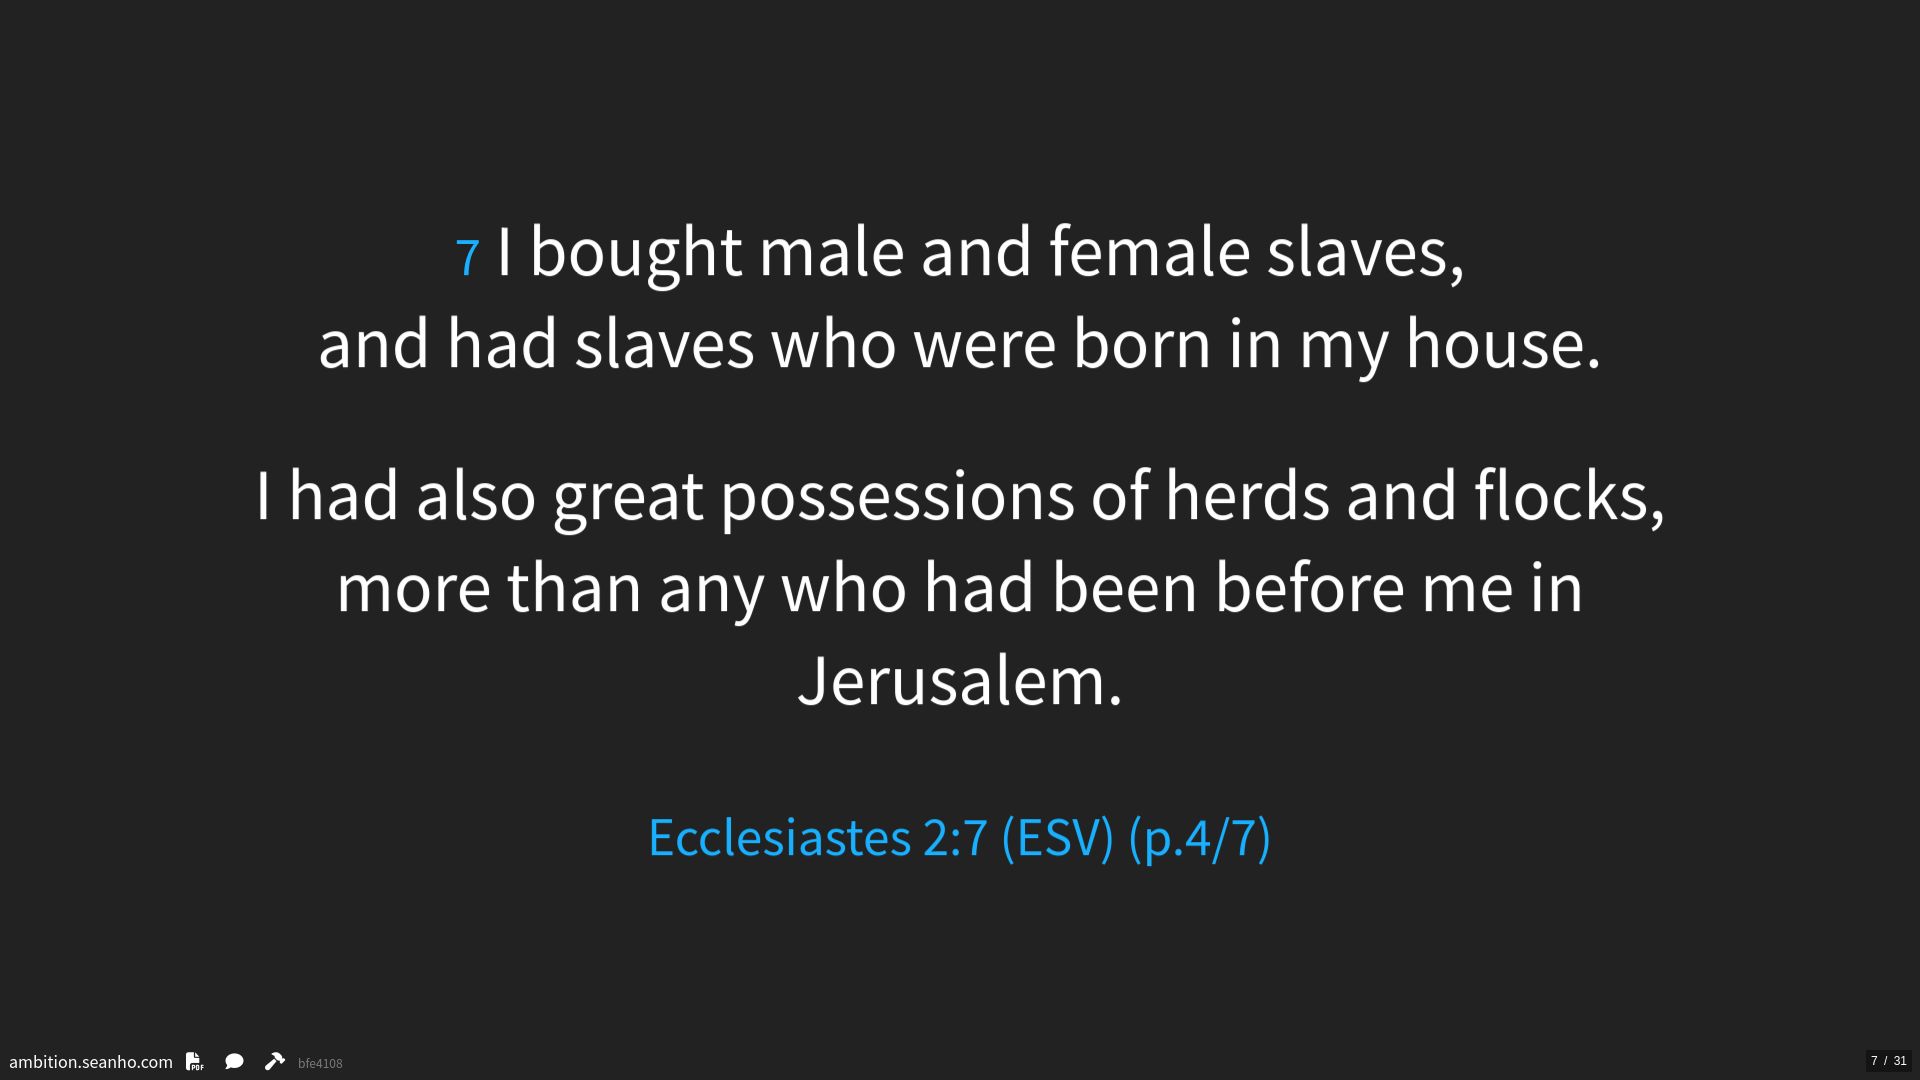 7 I bought male and female slaves,
and had slaves who were born in my house.
I had also great possessions of herds and flocks,
more than any who had been before me in
Jerusalem.
Ecclesiastes 2:7 (ESV) (p.4/7)
ambition.seanho.com PDF bfe4108
7 / 31